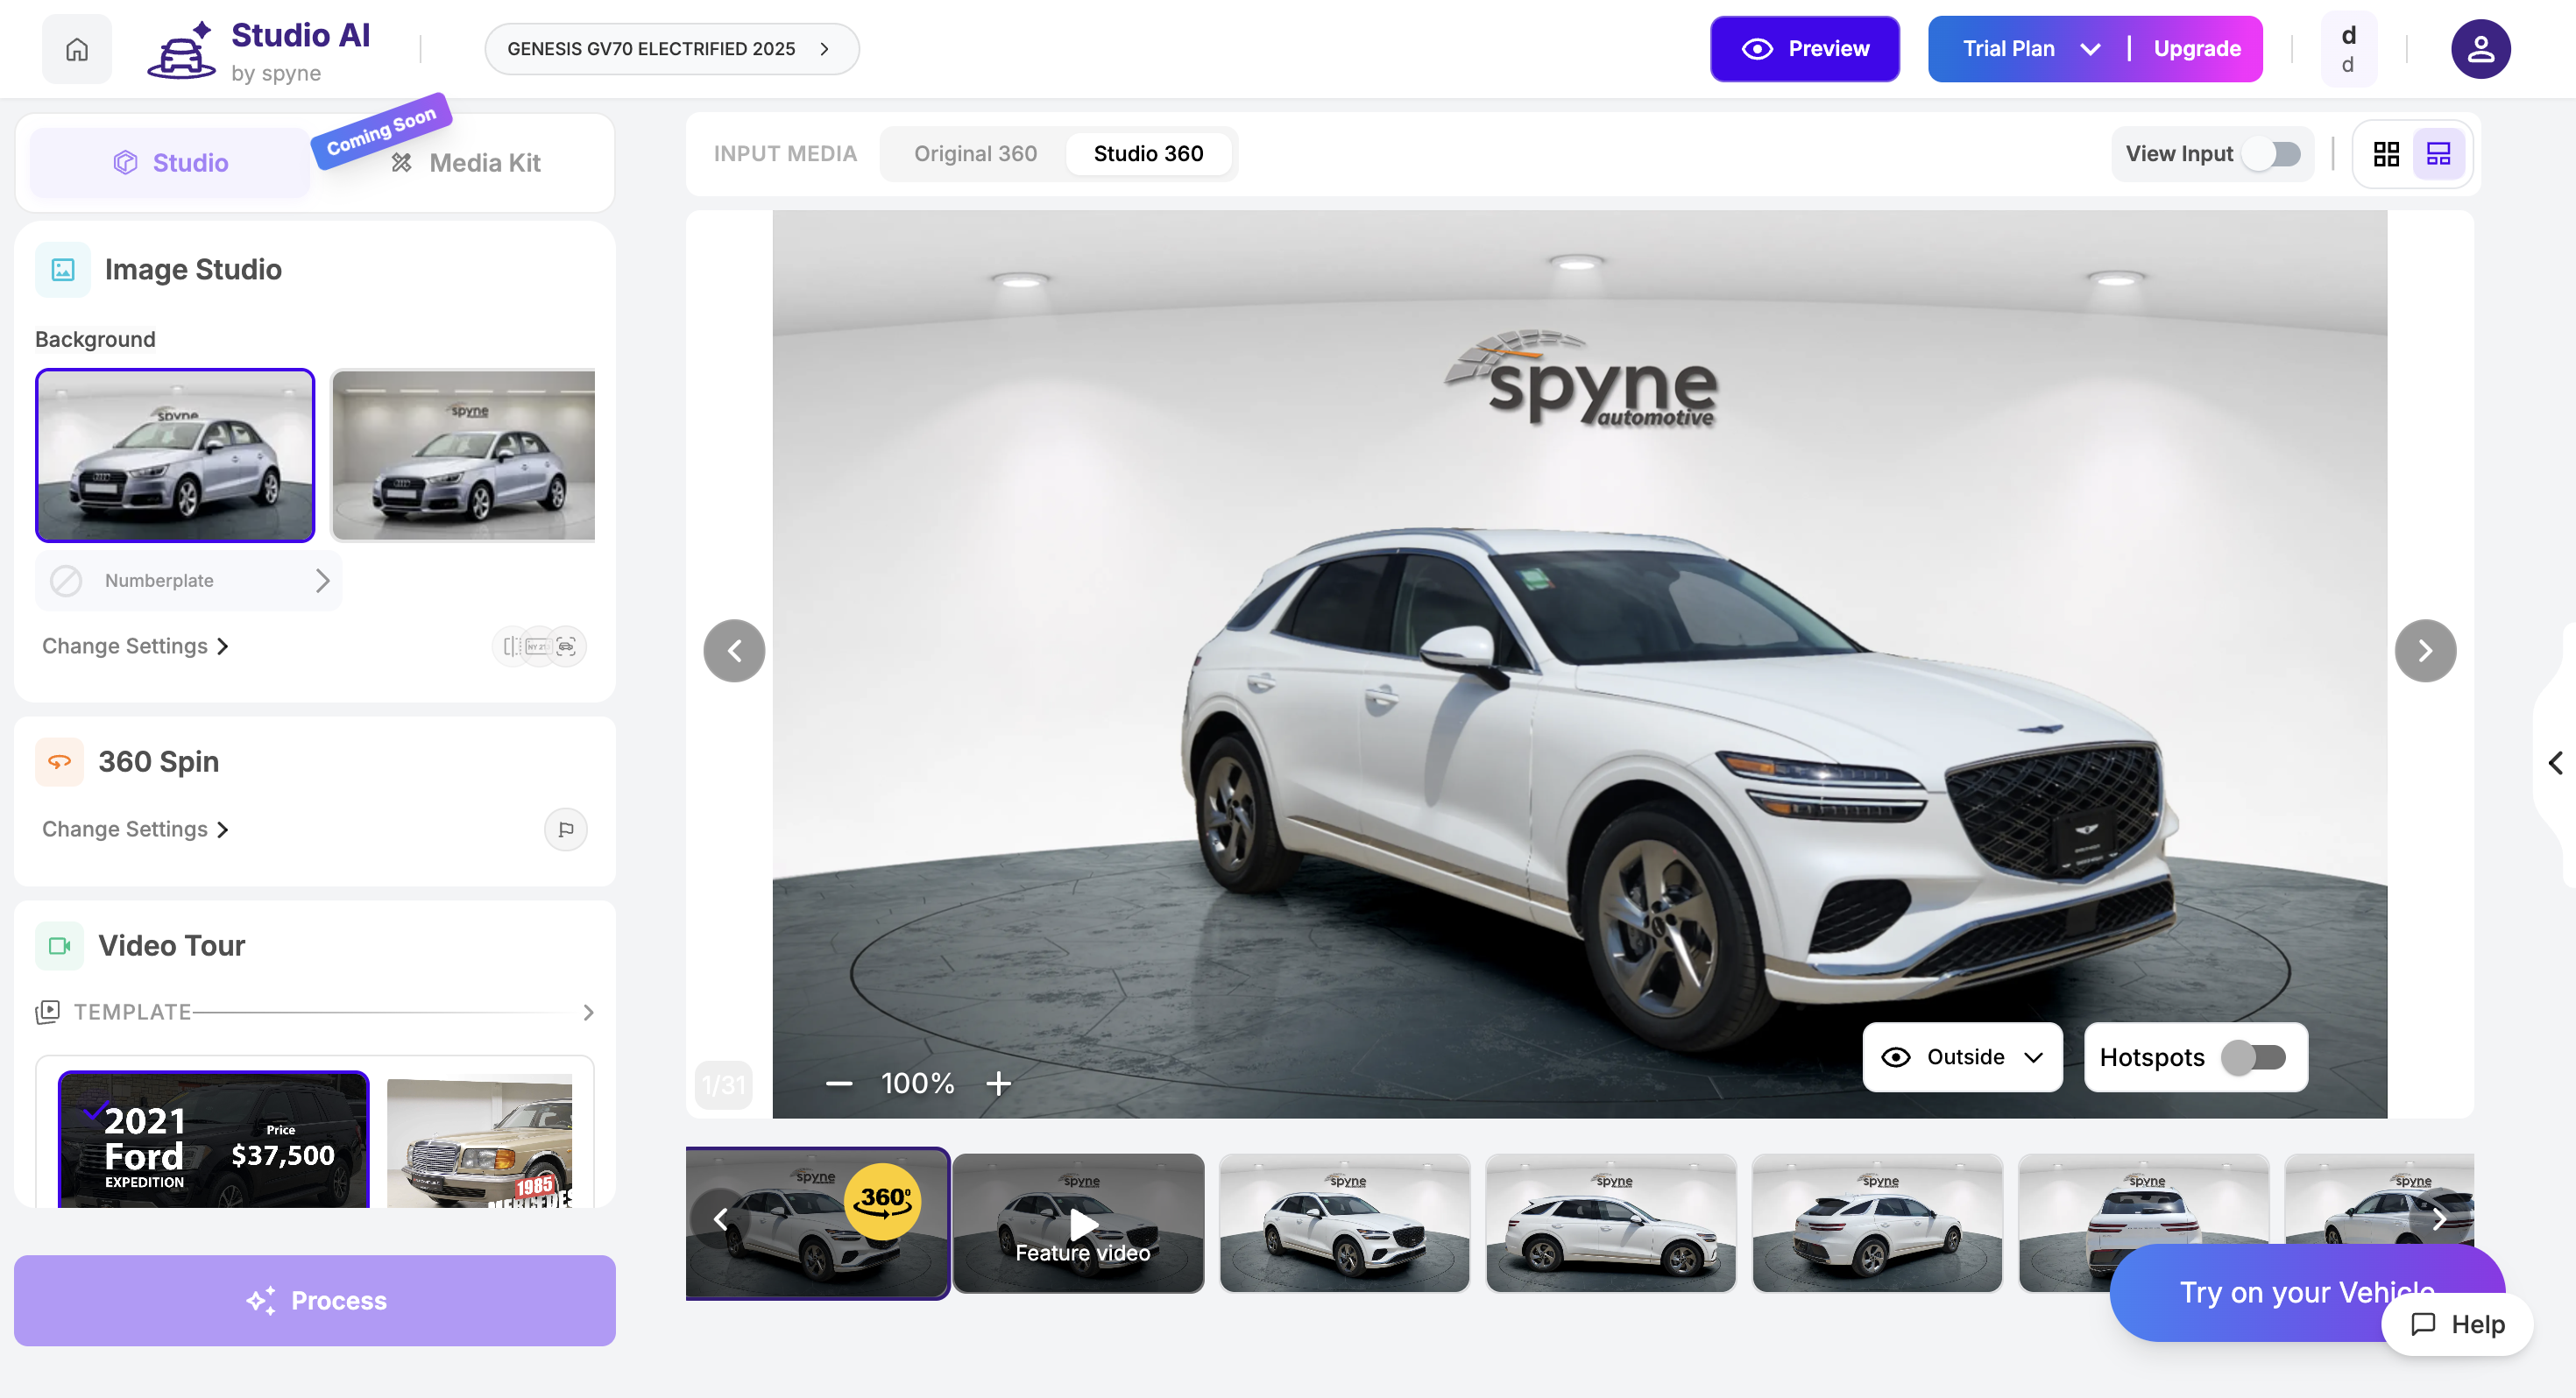 Studio AI
by spyne
GENESIS GV70 ELECTRIFIED 2025
Preview
Trial Plan
Upgrade
d
d
Studio
Coming Soon
Media Kit
INPUT MEDIA
Original 360
Studio 360
View Input
Image Studio
Background
spyne
spyne
Numberplate
Change Settings
360 Spin
Change Settings
Video Tour
TEMPLATE
2021
Ford
EXPEDITION
Price
$37,500
1985
MERCEDES
Process
spyne
automotive
1/31
100%
Outside
Hotspots
spyne
360°
spyne
Feature video
spyne
spyne
spyne
spyne
spyne
Try on your Vehicle
Help